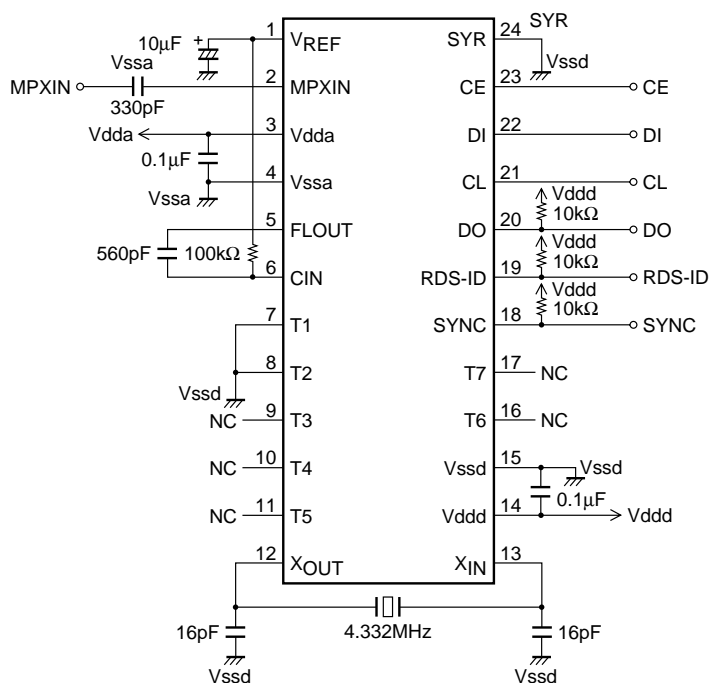 1 VREF SYR 24 SYR
10µF +
Vssd
Vssa
MPXIN 2 MPXIN CE 23 CE
330pF
Vdda 3 Vdda DI 22 DI
0.1µF
4 Vssa CL 21 CL
Vssa
Vddd
10kΩ
5 FLOUT DO 20 DO
560pF 100kΩ
Vddd
10kΩ
6 CIN RDS-ID 19 RDS-ID
Vddd
10kΩ
7 T1 SYNC 18 SYNC
8 T2 T7 17 NC
Vssd
NC 9 T3 T6 16 NC
NC 10 T4 Vssd 15 Vssd
0.1µF
NC 11 T5 Vddd 14 Vddd
12 XOUT XIN 13
16pF 4.332MHz 16pF
Vssd Vssd